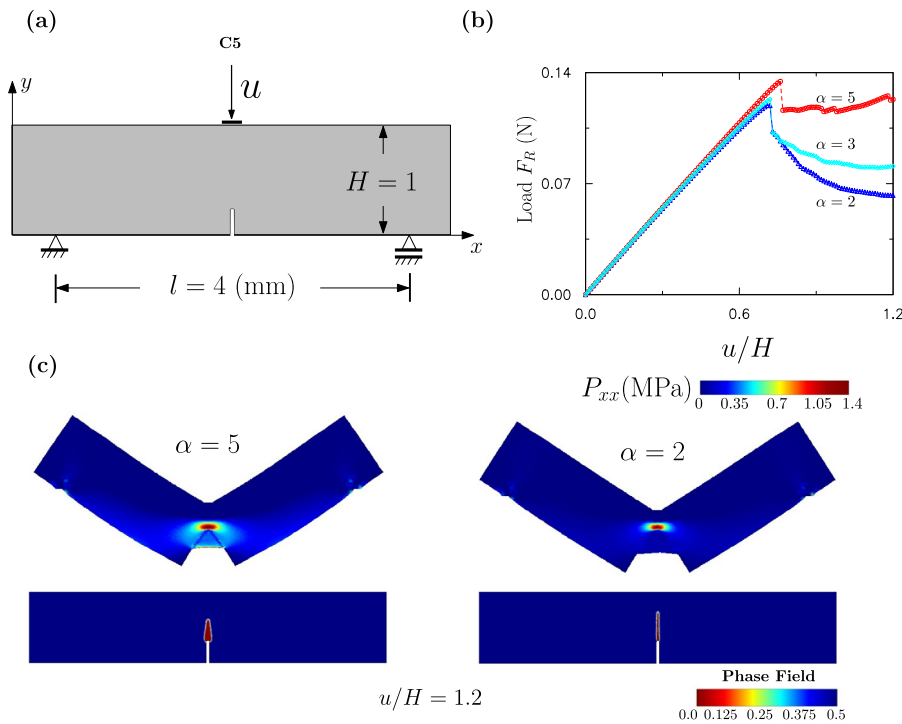 (a)
C5
u
y
H = 1
x
l = 4 (mm)
(b)
Load F_R (N)
0.14
0.07
0.00
α = 5
α = 3
α = 2
0.0 0.6 1.2
u/H
(c)
P_xx(MPa)
0 0.35 0.7 1.05 1.4
α = 5
α = 2
u/H = 1.2
Phase Field
0.0 0.125 0.25 0.375 0.5